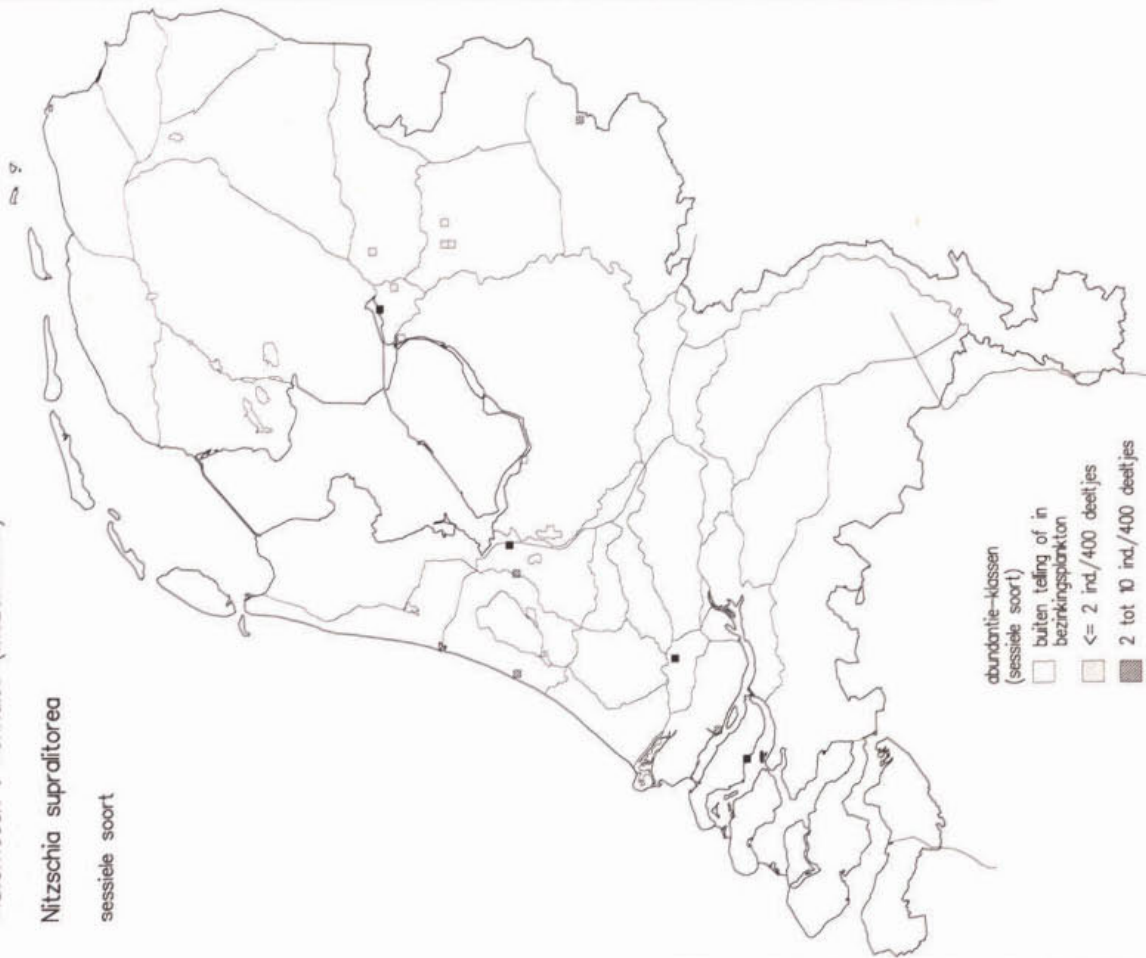 Nitzschia supralitorea
sessiele soort
abundantie-klassen
(sessiele soort)
buiten telling of in
bezinkingsplankton
<= 2 ind./400 deeltjes
2 tot 10 ind./400 deeltjes